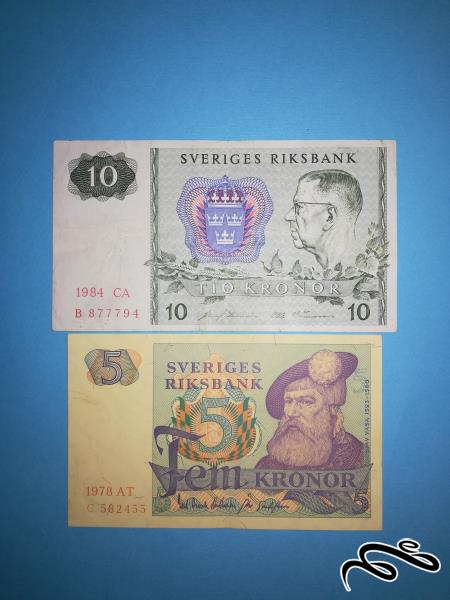 10
SVERIGES RIKSBANK
1984 CA
B 877794
TIO KRONOR
10
10
5
SVERIGES
RIKSBANK
5
Fem KRONOR
VASA 1523-1560
1978 AT
C 582455
5